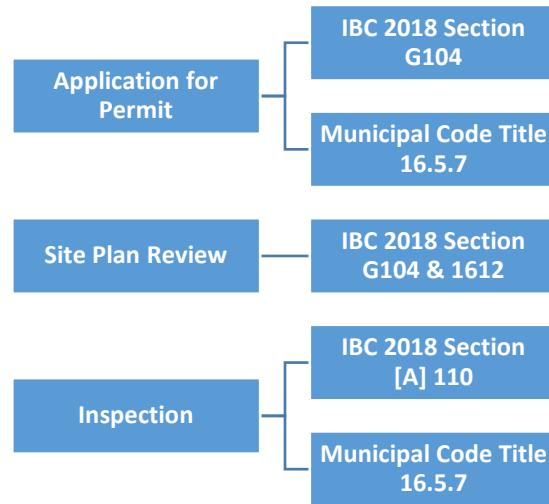 Application for
Permit
IBC 2018 Section
G104
Municipal Code Title
16.5.7
Site Plan Review
IBC 2018 Section
G104 & 1612
Inspection
IBC 2018 Section
[A] 110
Municipal Code Title
16.5.7